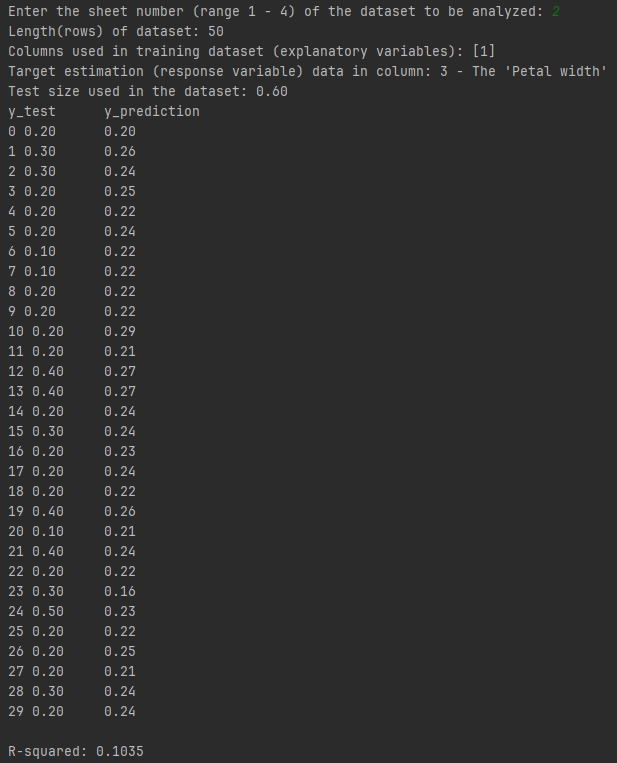 Enter the sheet number (range 1 - 4) of the dataset to be analyzed: 2
Length(rows) of dataset: 50
Columns used in training dataset (explanatory variables): [1]
Target estimation (response variable) data in column: 3 - The 'Petal width'
Test size used in the dataset: 0.60
y_test      y_prediction
0 0.20      0.20
1 0.30      0.26
2 0.30      0.24
3 0.20      0.25
4 0.20      0.22
5 0.20      0.24
6 0.10      0.22
7 0.10      0.22
8 0.20      0.22
9 0.20      0.22
10 0.20     0.29
11 0.20     0.21
12 0.40     0.27
13 0.40     0.27
14 0.20     0.24
15 0.30     0.24
16 0.20     0.23
17 0.20     0.24
18 0.20     0.22
19 0.40     0.26
20 0.10     0.21
21 0.40     0.24
22 0.20     0.22
23 0.30     0.16
24 0.50     0.23
25 0.20     0.22
26 0.20     0.25
27 0.20     0.21
28 0.30     0.24
29 0.20     0.24
R-squared: 0.1035